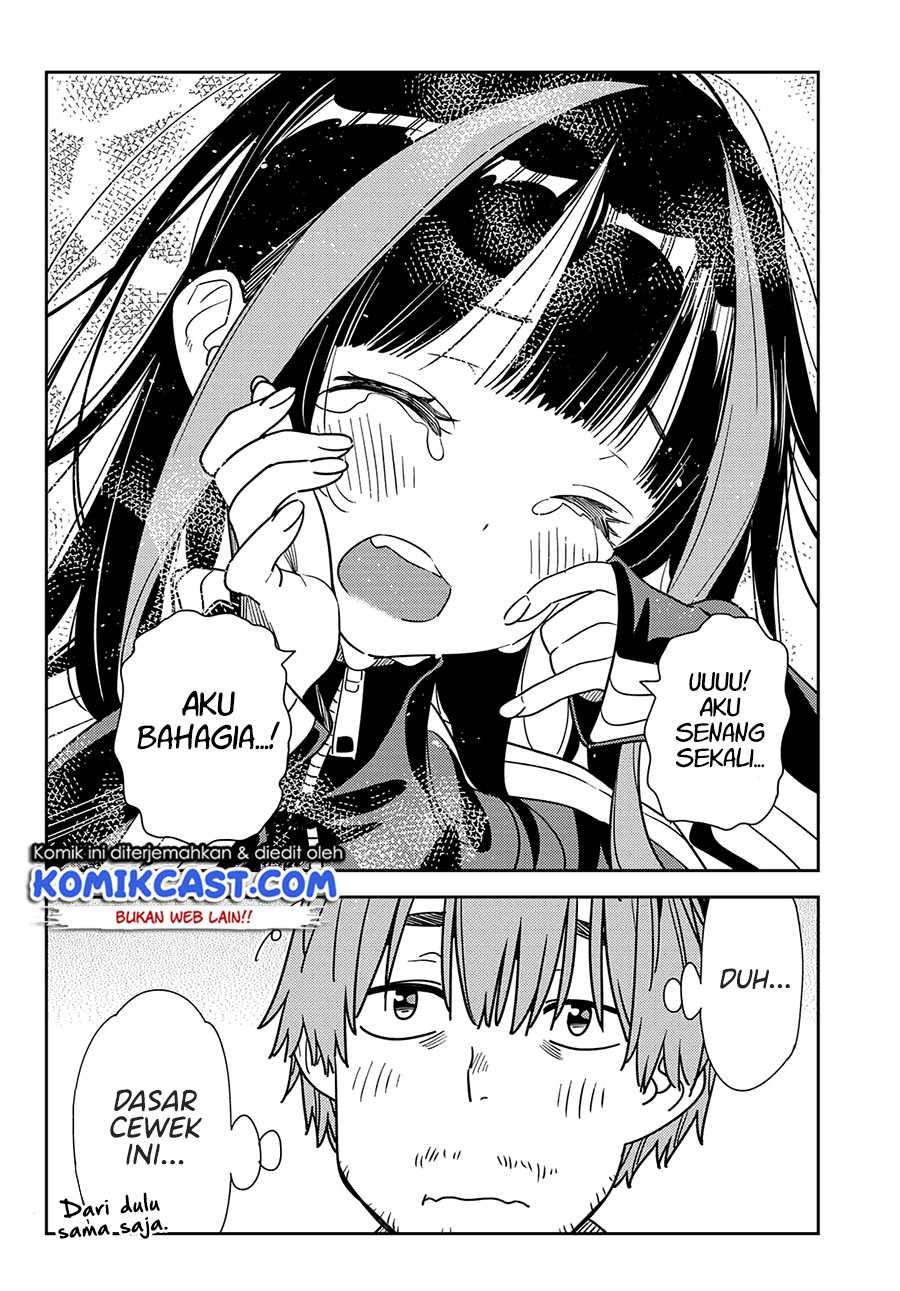 UUUU!
AKU
SENANG
SEKALI...
AKU
BAHAGIA...!
Komik ini diterjemahkan & diedit oleh
KOMIKCAST.COM
BUKAN WEB LAIN!!
DUH...
DASAR
CEWEK
INI...
Dari dulu
sama saja.